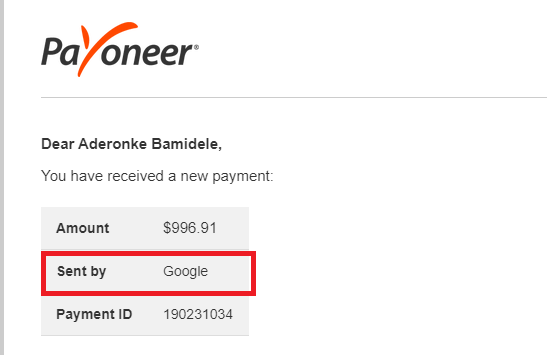 Payoneer®
Dear Aderonke Bamidele,
You have received a new payment:
Amount $996.91
Sent by Google
Payment ID 190231034